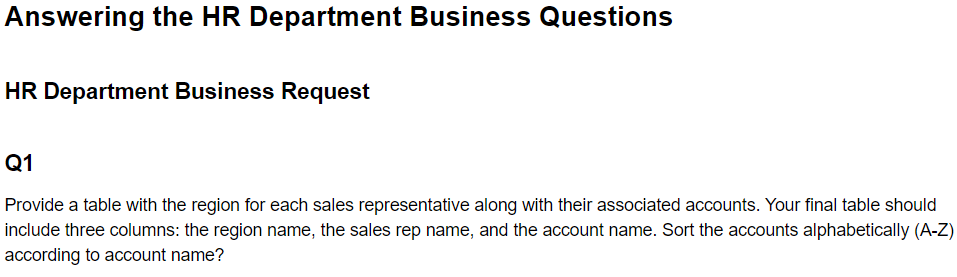 Answering the HR Department Business Questions
HR Department Business Request
Q1
Provide a table with the region for each sales representative along with their associated accounts. Your final table should
include three columns: the region name, the sales rep name, and the account name. Sort the accounts alphabetically (A-Z)
according to account name?